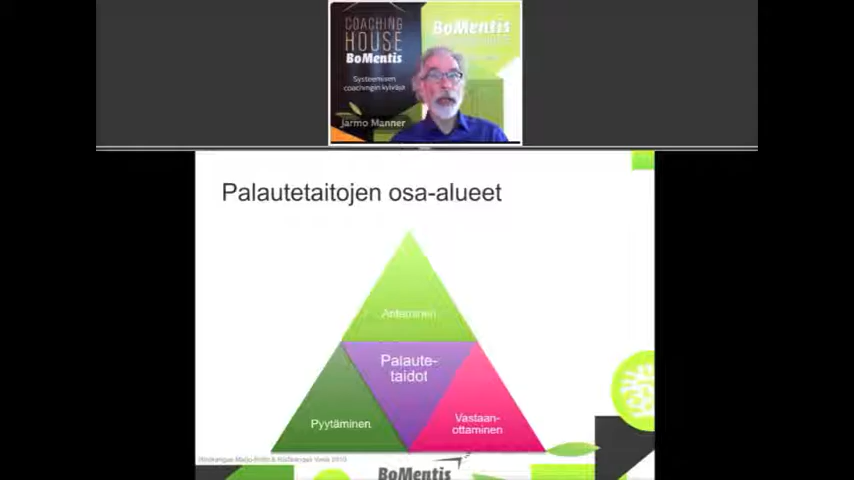 COACHING
HOUSE
BoMentis
Systeemisen
coachingin kylväjä
Jarmo Manner
BoMentis
Palautetaitojen osa-alueet
Antaminen
Palaute-
taidot
Pyytäminen
Vastaan-
ottaminen
BoMentis